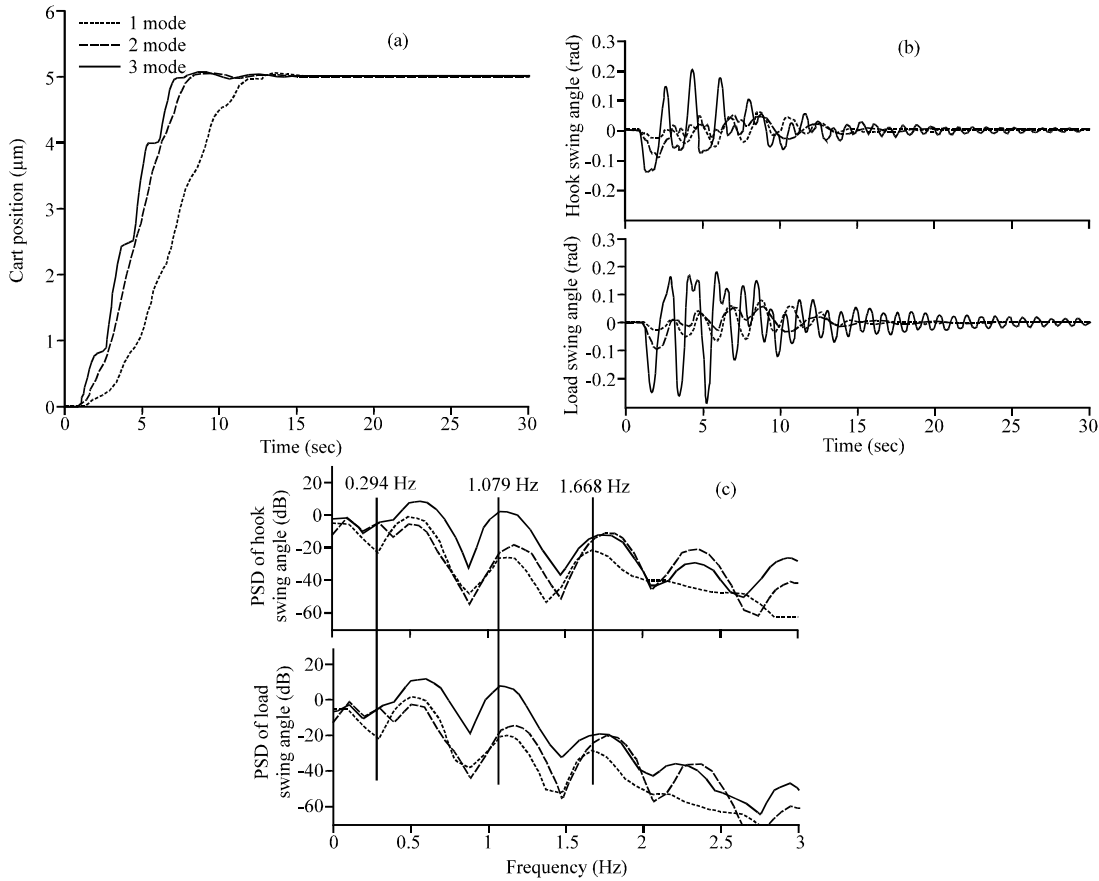 1 mode
2 mode
3 mode
(a)
6
5
4
3
2
1
0
Cart position (µm)
0 5 10 15 20 25 30
Time (sec)
(b)
0.3
0.2
0.1
0
-0.1
-0.2
Hook swing angle (rad)
0.3
0.2
0.1
0
-0.1
-0.2
Load swing angle (rad)
0 5 10 15 20 25 30
Time (sec)
(c)
0.294 Hz 1.079 Hz 1.668 Hz
20
0
-20
-40
-60
PSD of hook
swing angle (dB)
0
-20
-40
-60
PSD of load
swing angle (dB)
0 0.5 1 1.5 2 2.5 3
Frequency (Hz)